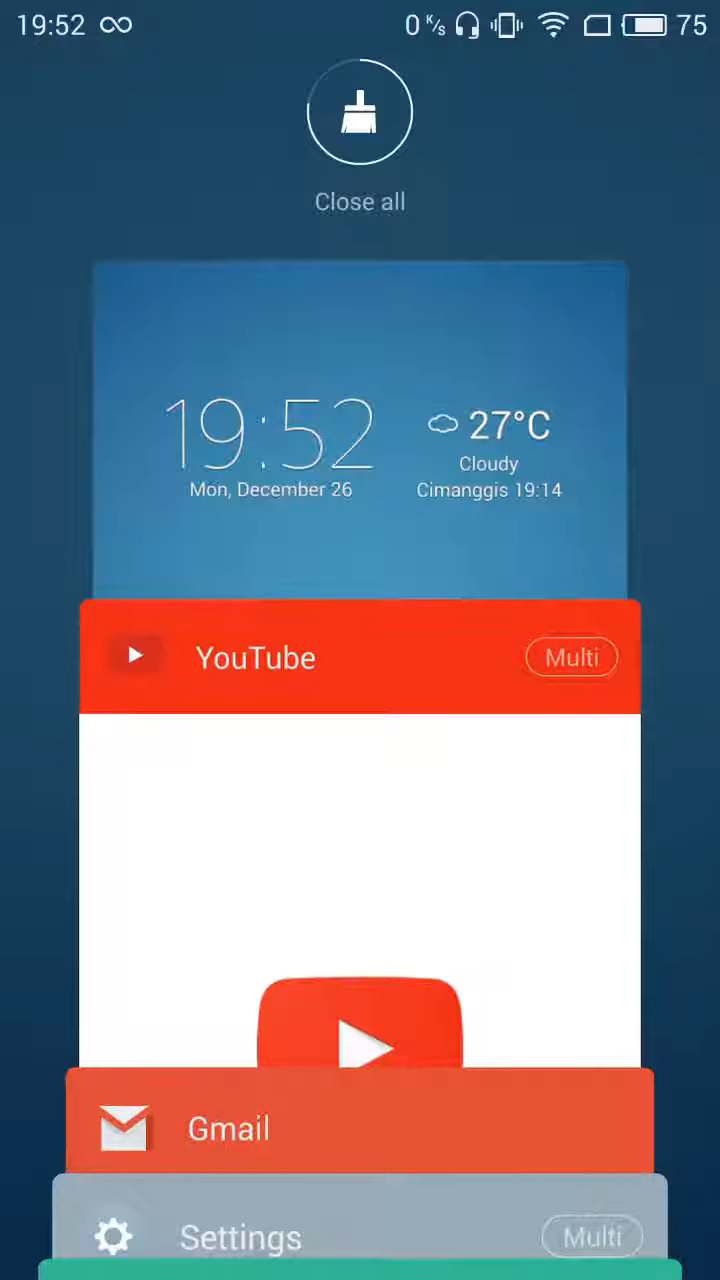 19:52 0 K/s 75
Close all
19:52
27°C
Mon, December 26
Cloudy
Cimanggis 19:14
YouTube Multi
Gmail
Settings Multi